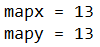 mapx = 13
mapy = 13